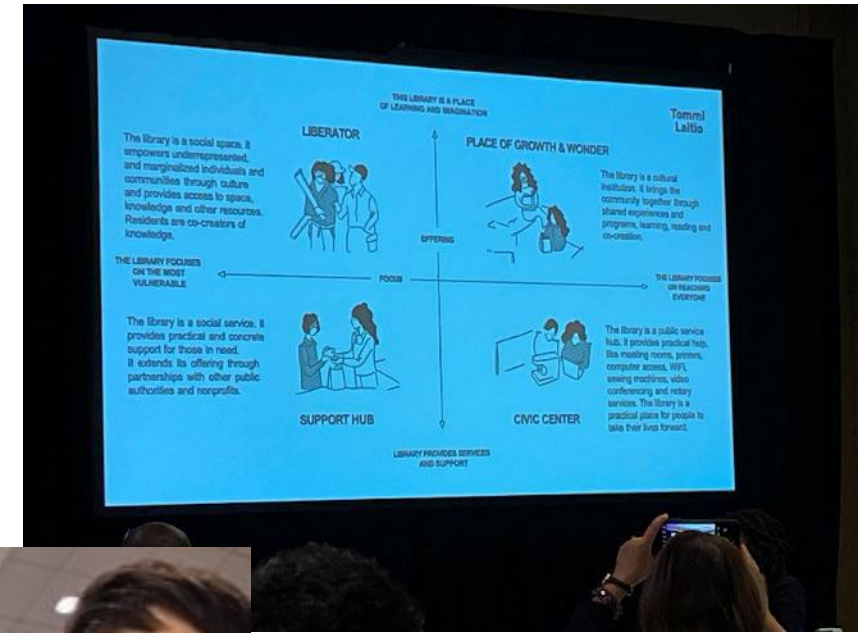 THIS LIBRARY IS A PLACE
OF LEARNING AND IMAGINATION
Tommi
Laitio
LIBERATOR
The library is a social space. It
empowers underrepresented,
and marginalized individuals and
communities through culture
and provides access to space,
knowledge and other resources.
Residents are co-creators of
knowledge.
PLACE OF GROWTH & WONDER
The library is a cultural
institution. It brings the
community together through
shared experiences and
programs, learning, reading and
co-creation.
OFFERING
THE LIBRARY FOCUSES
ON THE MOST
VULNERABLE
FOCUS
THE LIBRARY FOCUSES
ON REACHING
EVERYONE
The library is a social service. It
provides practical and concrete
support for those in need.
It extends its offering through
partnerships with other public
authorities and nonprofits.
SUPPORT HUB
CIVIC CENTER
The library is a public service
hub. It provides practical help,
like meeting rooms, printers,
computer access, WiFi,
sewing machines, video
conferencing and notary
services. The library is a
practical place for people to
take their lives forward.
LIBRARY PROVIDES SERVICES
AND SUPPORT